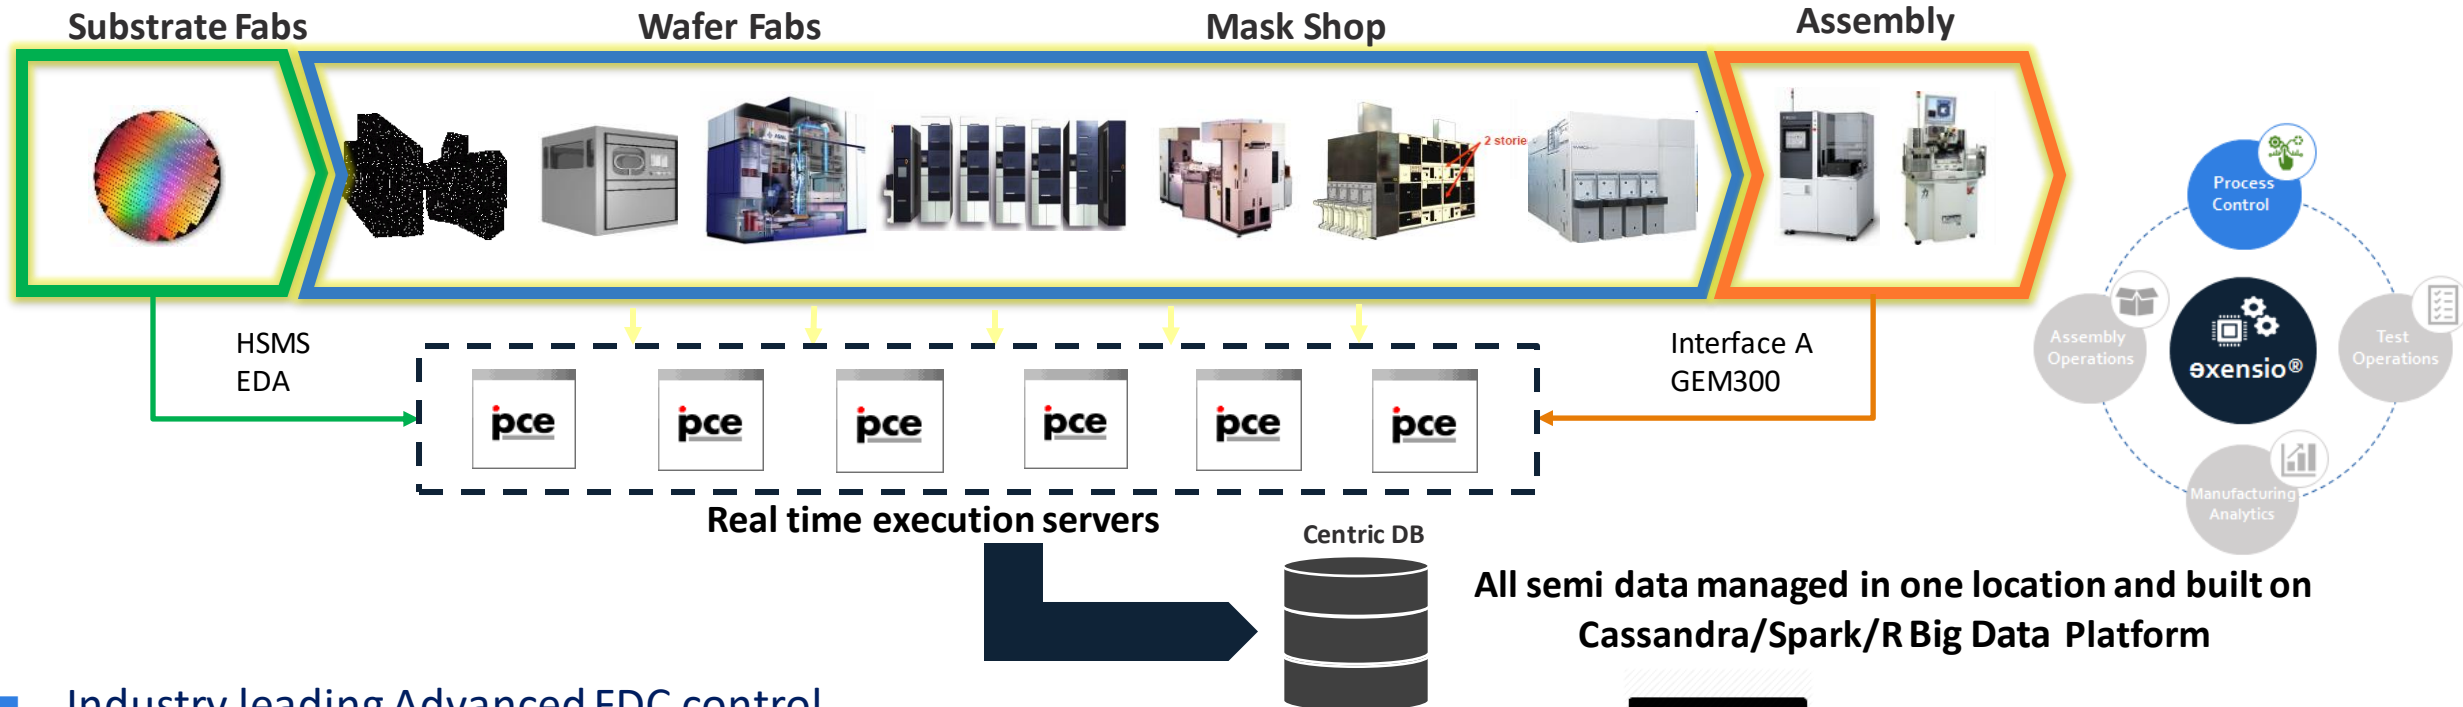 Substrate Fabs
Wafer Fabs
Mask Shop
Assembly
2 storie
HSMS
EDA
Interface A
GEM300
pce
pce
pce
pce
pce
pce
Real time execution servers
Centric DB
All semi data managed in one location and built on
Cassandra/Spark/R Big Data Platform
Process
Control
Assembly
Operations
exensio®
Test
Operations
Manufacturing
Analytics
Industry leading Advanced FDC control